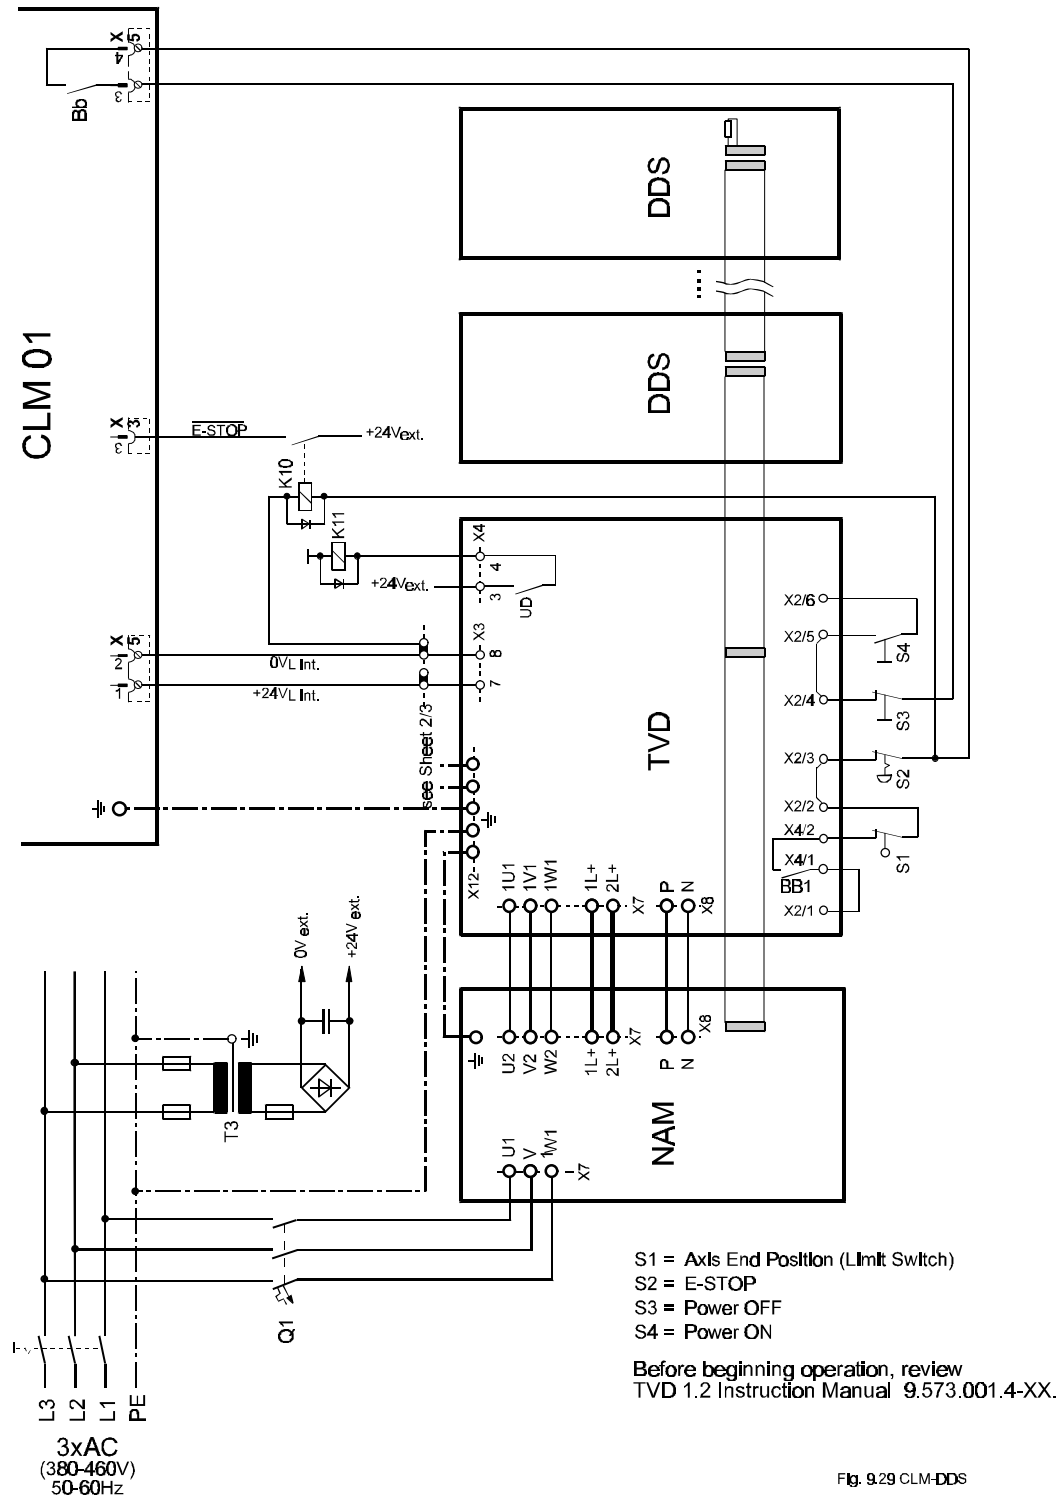 X
5
4
3
Bb
CLM 01
DDS
DDS
X
3
3
E-STOP
+24Vext.
K10
K11
X4
4
+24Vext.
3
UD
X
5
2
1
0VL Int.
+24VL Int.
X3
8
7
see Sheet 2/3
TVD
X2/6
X2/5
S4
X2/4
S3
X2/3
S2
X2/2
X4/2
S1
X4/1
BB1
X2/1
X12
1U1
1V1
1W1
1L+
2L+
X7
P
N
X8
0V ext.
+24V ext.
T3
U2
V2
W2
1L+
2L+
X7
P
N
X8
NAM
U1
V
1W1
X7
Q1
S1 = Axis End Position (Limit Switch)
S2 = E-STOP
S3 = Power OFF
S4 = Power ON
Before beginning operation, review
TVD 1.2 Instruction Manual 9.573.001.4-XX.
L3
L2
L1
PE
3xAC
(380-460V)
50-60Hz
Fig. 9.29 CLM-DDS